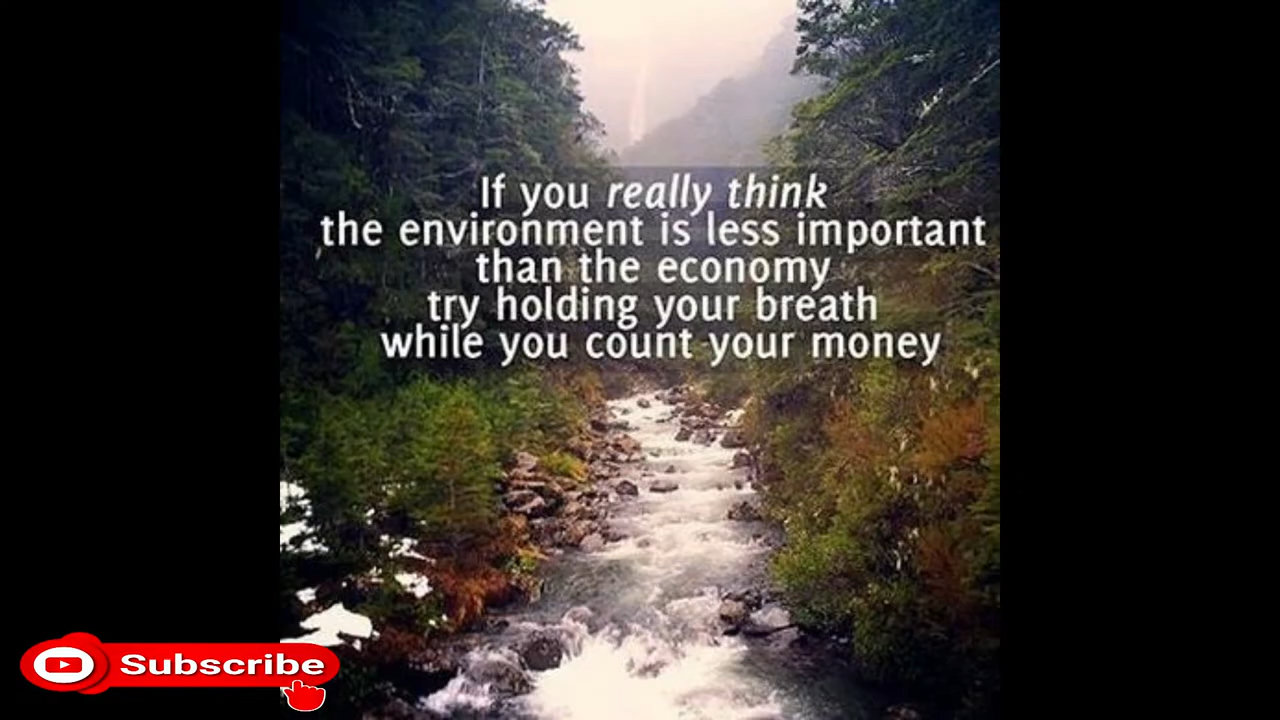 If you really think
the environment is less important
than the economy
try holding your breath
while you count your money
Subscribe